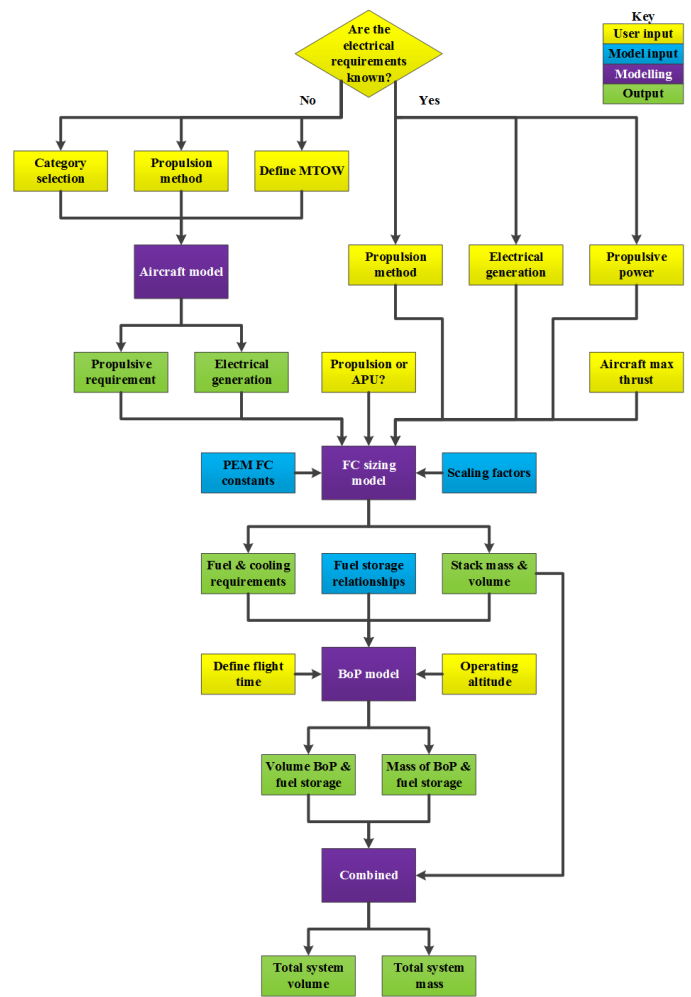 Are the
electrical
requirements
known?
Key
User input
Model input
Modelling
Output
No
Yes
Category
selection
Propulsion
method
Define MTOW
Aircraft model
Propulsion
method
Electrical
generation
Propulsive
power
Propulsive
requirement
Electrical
generation
Propulsion or
APU?
Aircraft max
thrust
PEM FC
constants
FC sizing
model
Scaling factors
Fuel & cooling
requirements
Fuel storage
relationships
Stack mass &
volume
Define flight
time
BoP model
Operating
altitude
Volume BoP &
fuel storage
Mass of BoP &
fuel storage
Combined
Total system
volume
Total system
mass